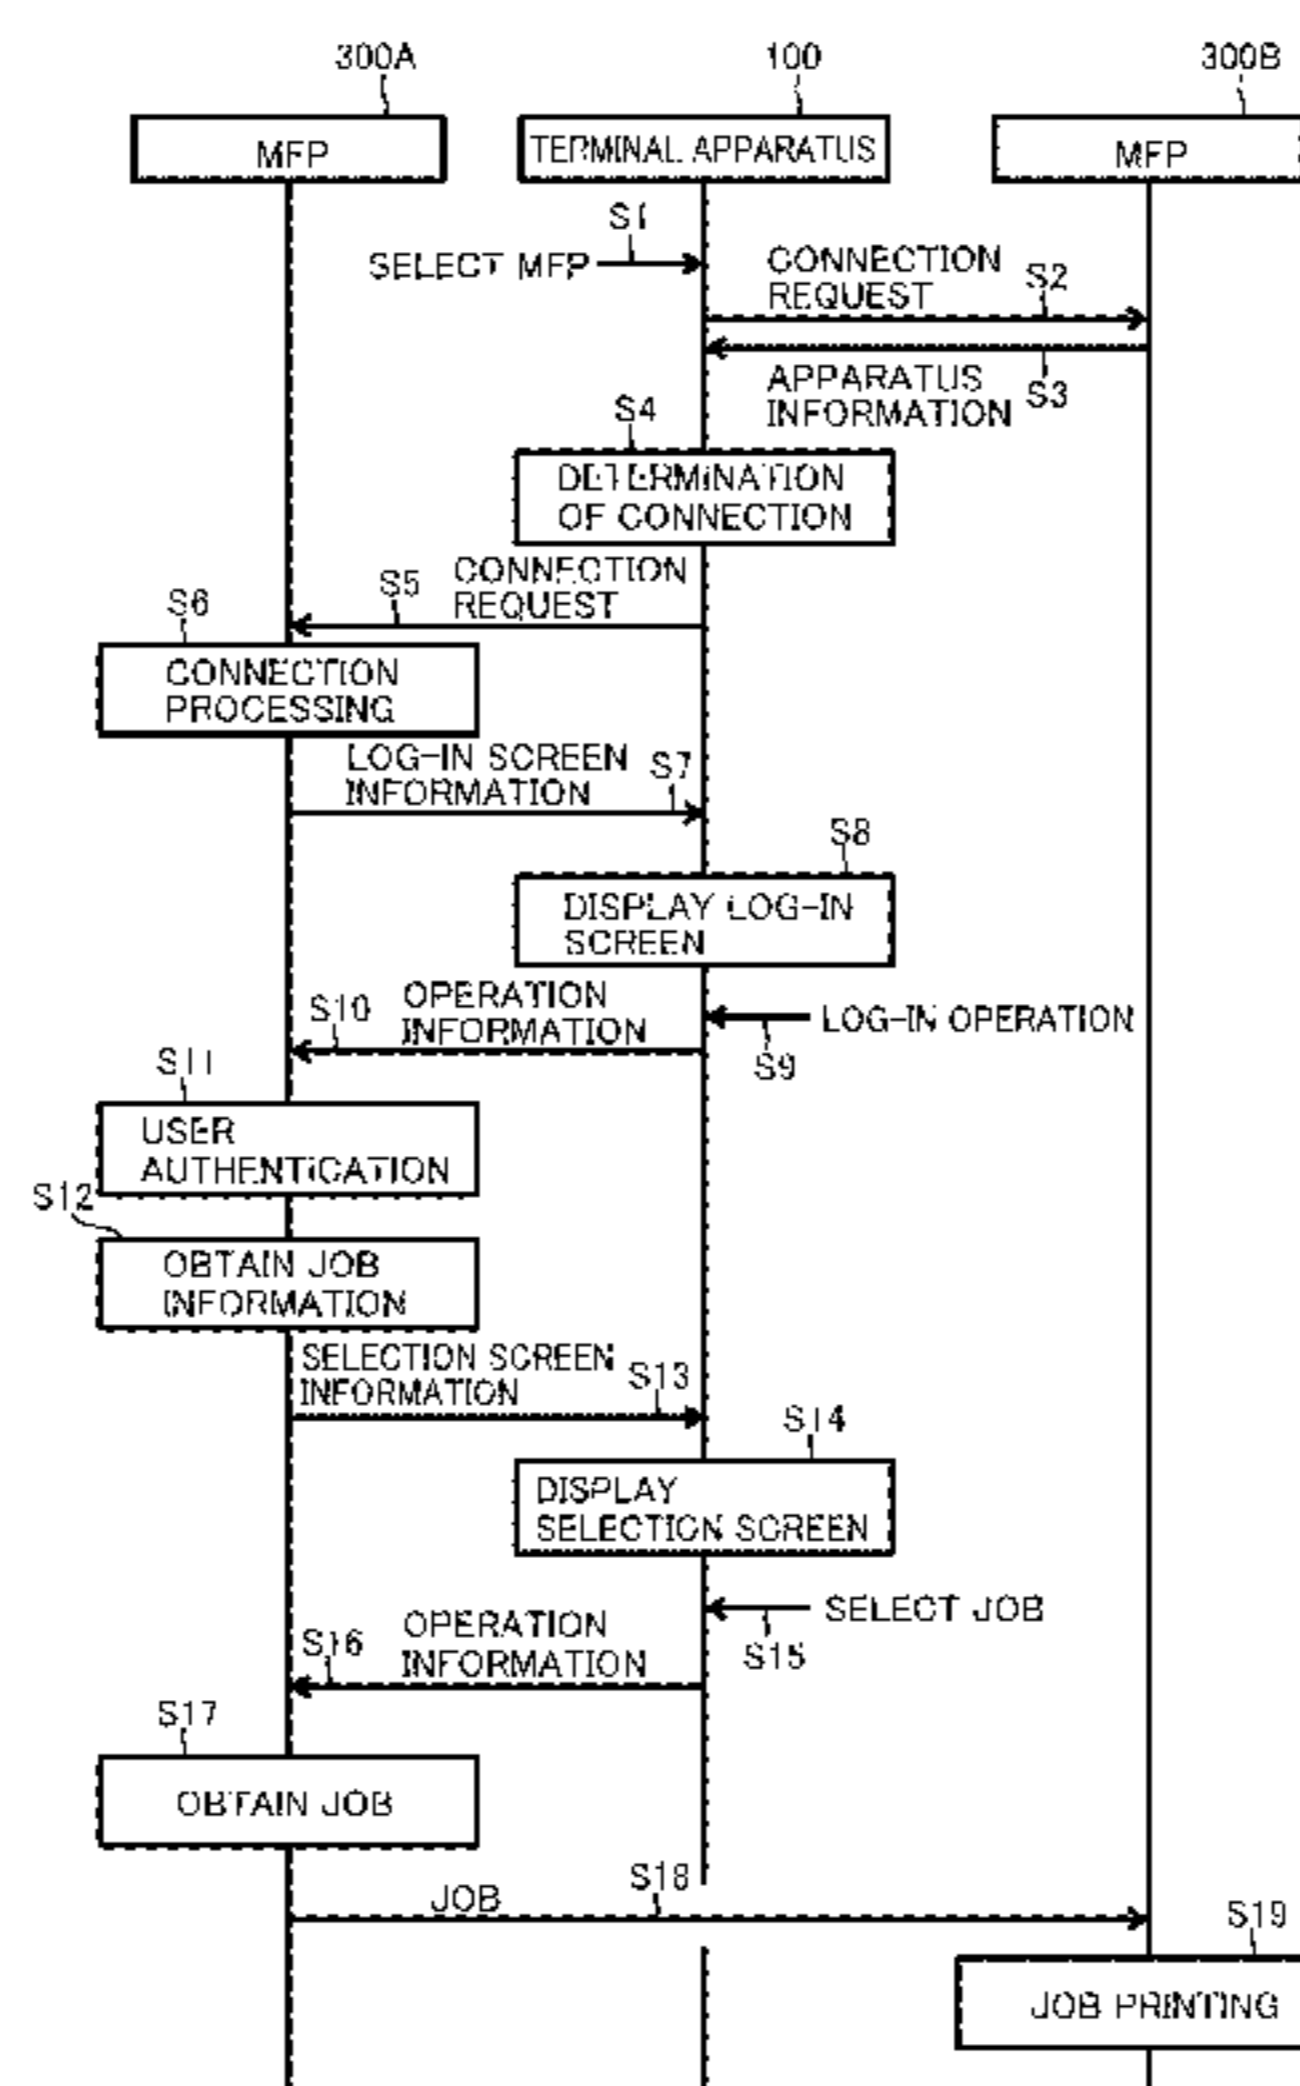 300A
100
300B
MFP
TERMINAL APPARATUS
MFP
S1
SELECT MFP
CONNECTION
REQUEST
S2
APPARATUS
INFORMATION
S3
S4
DETERMINATION
OF CONNECTION
CONNECTION
REQUEST
S5
S6
CONNECTION
PROCESSING
LOG-IN SCREEN
INFORMATION
S7
S8
DISPLAY LOG-IN
SCREEN
LOG-IN OPERATION
S9
OPERATION
INFORMATION
S10
S11
USER
AUTHENTICATION
S12
OBTAIN JOB
INFORMATION
SELECTION SCREEN
INFORMATION
S13
S14
DISPLAY
SELECTION SCREEN
SELECT JOB
S15
OPERATION
INFORMATION
S16
S17
OBTAIN JOB
JOB
S18
S19
JOB PRINTING